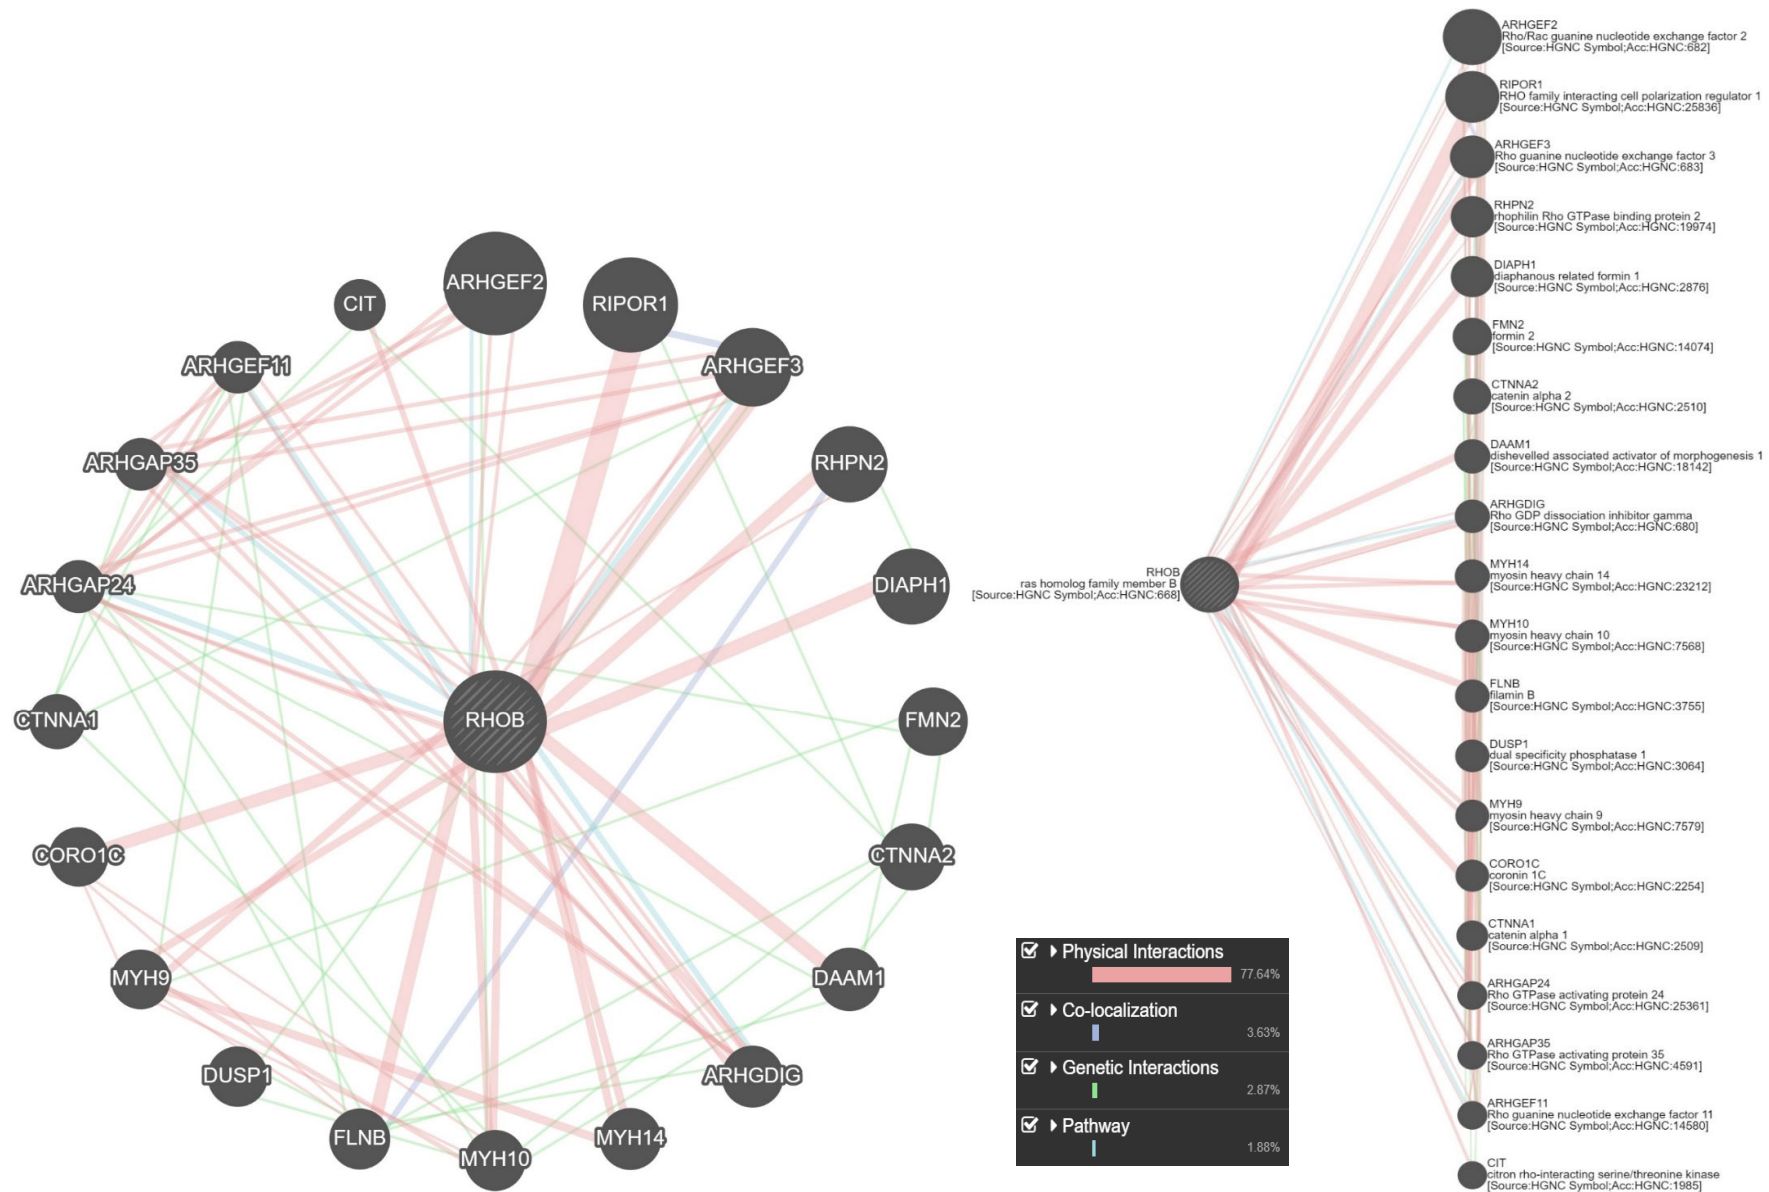 ARHGEF2
RIPOR1
ARHGEF3
RHPN2
DIAPH1
FMN2
CTNNA2
DAAM1
ARHGDIG
MYH14
MYH10
FLNB
DUSP1
MYH9
CORO1C
CTNNA1
ARHGAP24
ARHGAP35
ARHGEF11
CIT
RHOB
Physical Interactions
77.64%
Co-localization
3.63%
Genetic Interactions
2.87%
Pathway
1.88%
RHOB
ras homolog family member B
[Source:HGNC Symbol;Acc:HGNC:668]
ARHGEF2
Rho/Rac guanine nucleotide exchange factor 2
[Source:HGNC Symbol;Acc:HGNC:682]
RIPOR1
RHO family interacting cell polarization regulator 1
[Source:HGNC Symbol;Acc:HGNC:25836]
ARHGEF3
Rho guanine nucleotide exchange factor 3
[Source:HGNC Symbol;Acc:HGNC:683]
RHPN2
rhophilin Rho GTPase binding protein 2
[Source:HGNC Symbol;Acc:HGNC:19974]
DIAPH1
diaphanous related formin 1
[Source:HGNC Symbol;Acc:HGNC:2876]
FMN2
formin 2
[Source:HGNC Symbol;Acc:HGNC:14074]
CTNNA2
catenin alpha 2
[Source:HGNC Symbol;Acc:HGNC:2510]
DAAM1
dishevelled associated activator of morphogenesis 1
[Source:HGNC Symbol;Acc:HGNC:18142]
ARHGDIG
Rho GDP dissociation inhibitor gamma
[Source:HGNC Symbol;Acc:HGNC:680]
MYH14
myosin heavy chain 14
[Source:HGNC Symbol;Acc:HGNC:23212]
MYH10
myosin heavy chain 10
[Source:HGNC Symbol;Acc:HGNC:7568]
FLNB
filamin B
[Source:HGNC Symbol;Acc:HGNC:3755]
DUSP1
dual specificity phosphatase 1
[Source:HGNC Symbol;Acc:HGNC:3064]
MYH9
myosin heavy chain 9
[Source:HGNC Symbol;Acc:HGNC:7579]
CORO1C
coronin 1C
[Source:HGNC Symbol;Acc:HGNC:2254]
CTNNA1
catenin alpha 1
[Source:HGNC Symbol;Acc:HGNC:2509]
ARHGAP24
Rho GTPase activating protein 24
[Source:HGNC Symbol;Acc:HGNC:25361]
ARHGAP35
Rho GTPase activating protein 35
[Source:HGNC Symbol;Acc:HGNC:4591]
ARHGEF11
Rho guanine nucleotide exchange factor 11
[Source:HGNC Symbol;Acc:HGNC:14580]
CIT
citron rho-interacting serine/threonine kinase
[Source:HGNC Symbol;Acc:HGNC:1985]